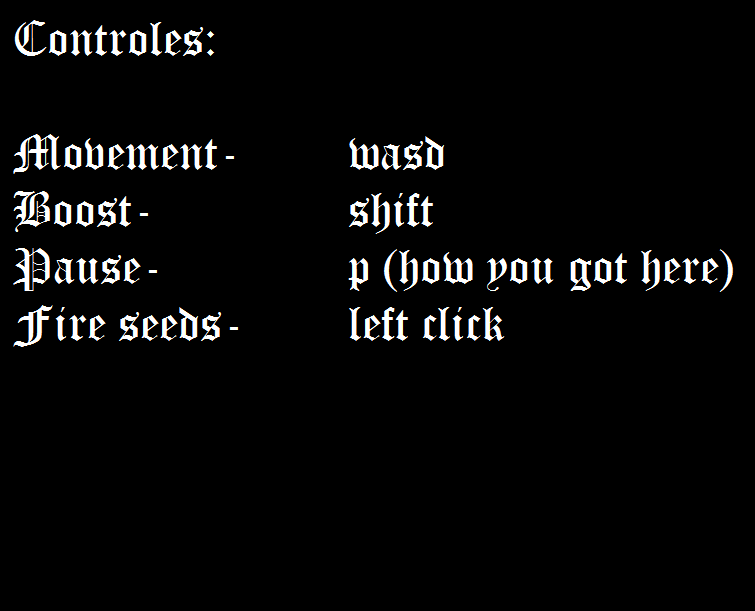 Controles:
Movement- wasd
Boost- shift
Pause- p (how you got here)
Fire seeds- left click